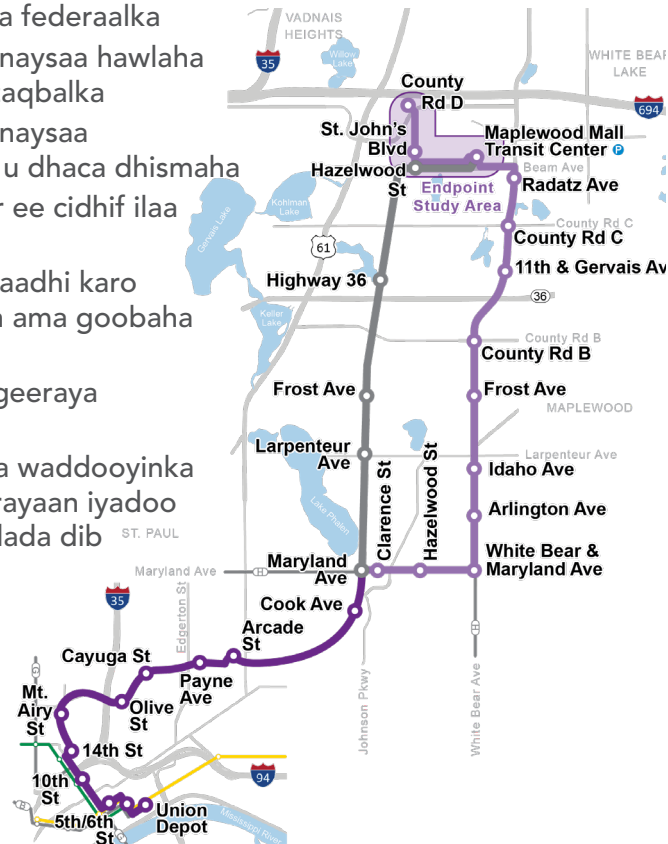 a federaalka
naysaa hawlaha
aqbalka
naysaa
u dhaca dhismaha
r ee cidhif ilaa
aadhi karo
ama goobaha
geeraya
a waddooyinka
rayaan iyadoo
lada dib
VADNAIS
HEIGHTS
35
Willow
Lake
WHITE BEAR
LAKE
694
County
Rd D
St. John's
Blvd
Maplewood Mall
Transit Center P
Hazelwood
St
Beam Ave
Endpoint
Study Area
Radatz Ave
Kohlman
Lake
Gervais Lake
County Rd C
County Rd C
61
11th & Gervais Av
Highway 36
36
Keller
Lake
County Rd B
County Rd B
Frost Ave
Frost Ave
MAPLEWOOD
Larpenteur
Ave
Larpenteur Ave
Clarence St
Hazelwood St
Idaho Ave
Lake Phalen
Arlington Ave
ST. PAUL
White Bear &
Maryland Ave
Maryland Ave
H
Maryland
Ave
35
Edgerton St
Cook Ave
Arcade
St
H
Cayuga St
Payne
Ave
Johnson Pkwy
White Bear Ave
G
Mt.
Airy
St
Olive
St
14th St
94
10th
St
5th/6th
St
Union
Depot
Mississippi River
G
G